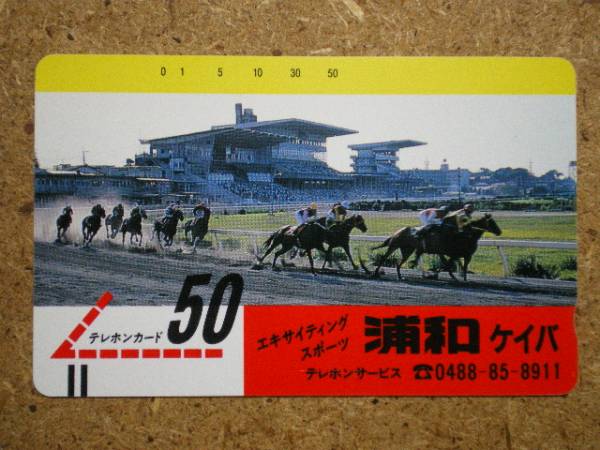 0 1 5 10 30 50
テレホンカード 50
エキサイティング
スポーツ
浦和 ケイバ
テレホンサービス ☎0488-85-8911